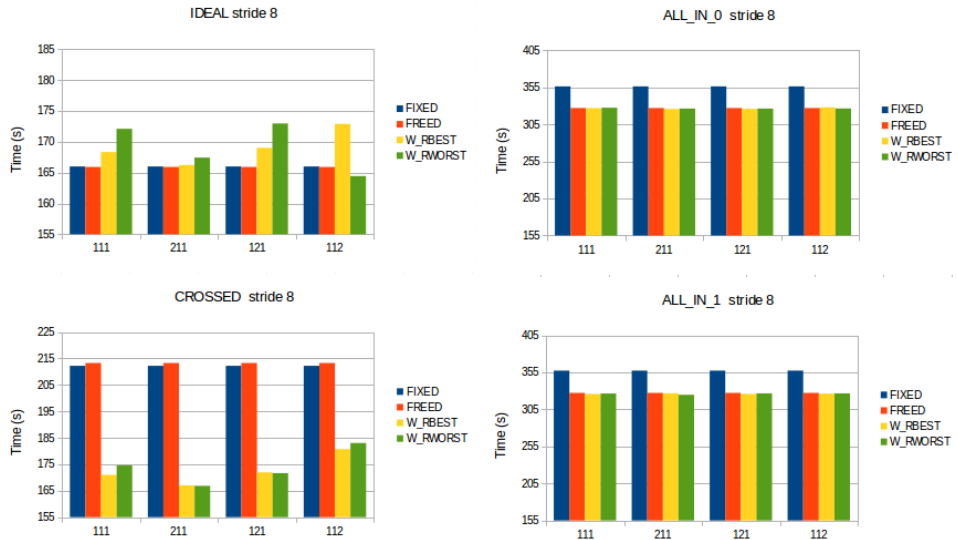 IDEAL stride 8
Time (s)
185
180
175
170
165
160
155
111 211 121 112
FIXED
FREED
W_RBEST
W_RWORST
ALL_IN_0 stride 8
Time (s)
405
355
305
255
205
155
111 211 121 112
FIXED
FREED
W_RBEST
W_RWORST
CROSSED stride 8
Time (s)
225
215
205
195
185
175
165
155
111 211 121 112
FIXED
FREED
W_RBEST
W_RWORST
ALL_IN_1 stride 8
Time (s)
405
355
305
255
205
155
111 211 121 112
FIXED
FREED
W_RBEST
W_RWORST